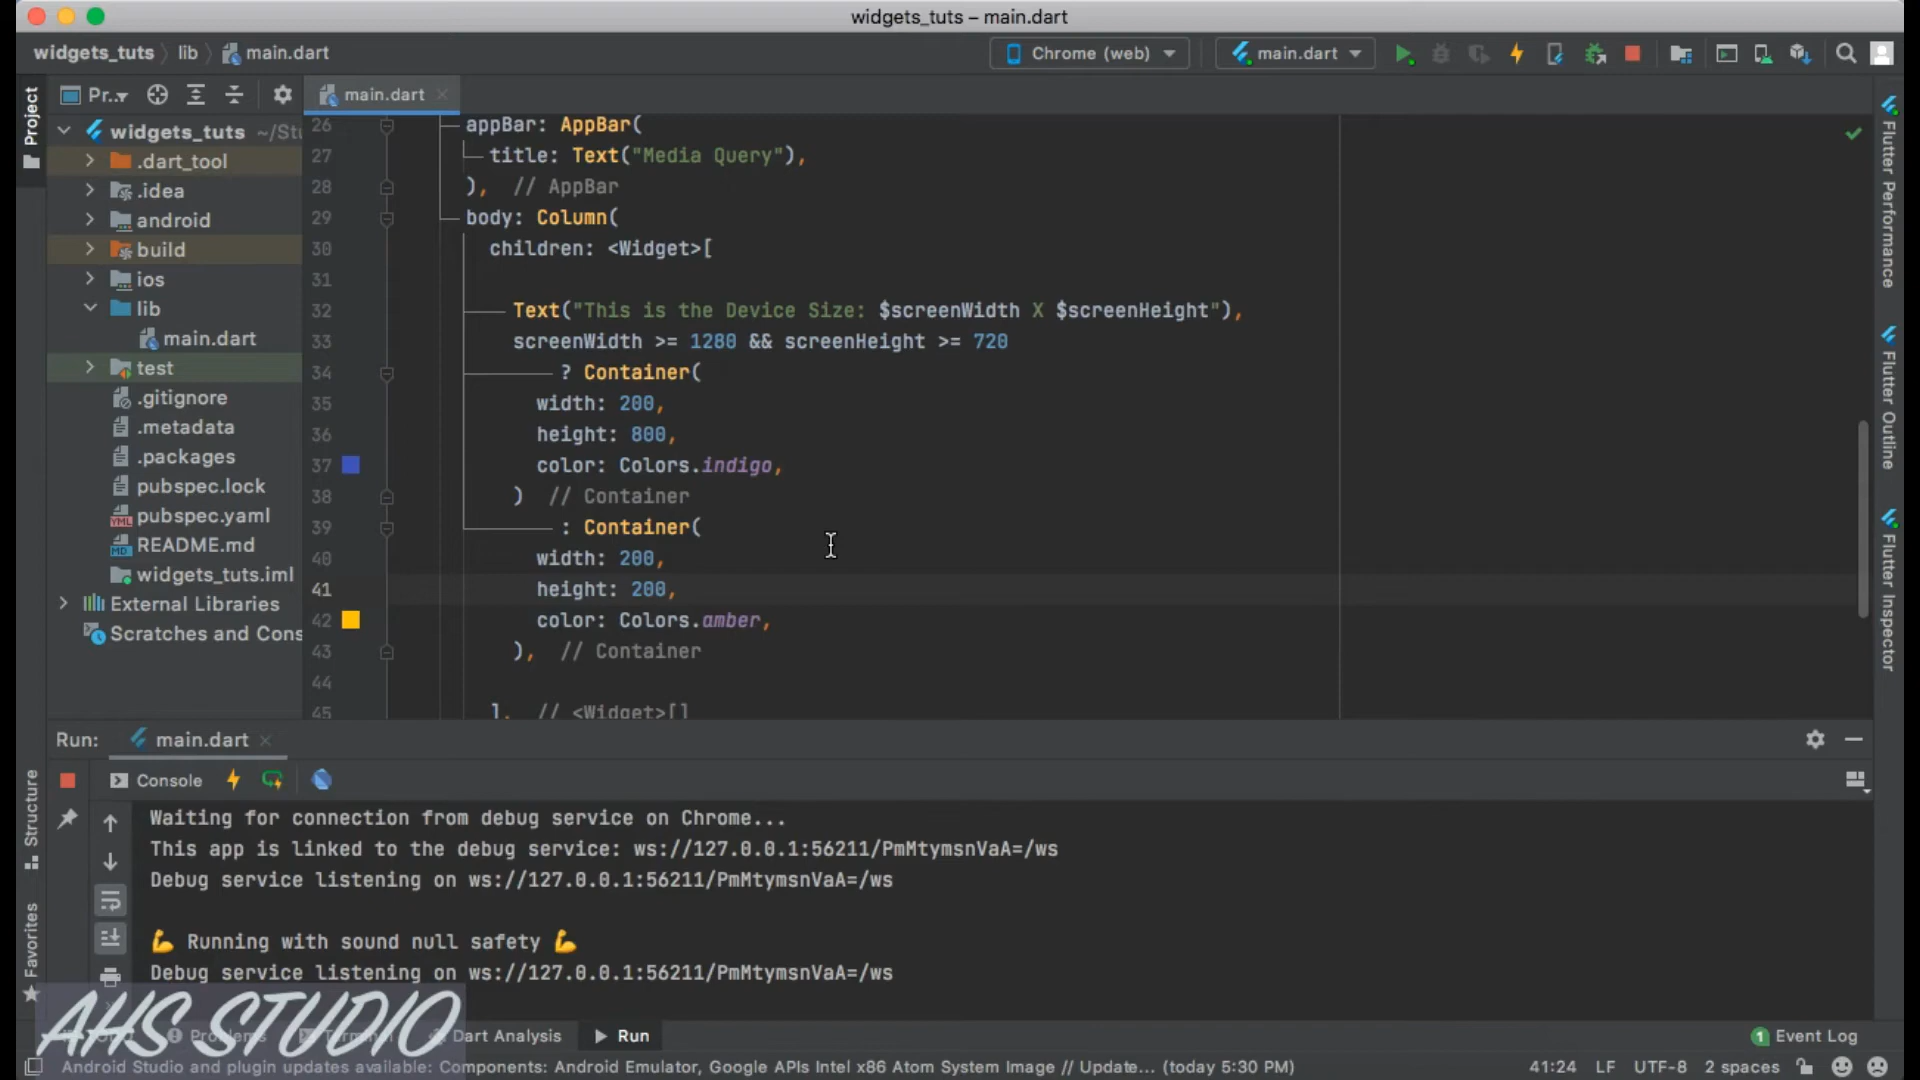 widgets_tuts – main.dart
widgets_tuts lib main.dart Chrome (web) main.dart
Project Pr.. main.dart
widgets_tuts ~/Stu
.dart_tool
.idea
android
build
ios
lib
main.dart
test
.gitignore
.metadata
.packages
pubspec.lock
pubspec.yaml
README.md
widgets_tuts.iml
External Libraries
Scratches and Cons
26 appBar: AppBar(
27 title: Text("Media Query"),
28 ), // AppBar
29 body: Column(
30 children: <Widget>[
31
32 Text("This is the Device Size: $screenWidth X $screenHeight"),
33 screenWidth >= 1280 && screenHeight >= 720
34 ? Container(
35 width: 200,
36 height: 800,
37 color: Colors.indigo,
38 ) // Container
39 : Container(
40 width: 200,
41 height: 200,
42 color: Colors.amber,
43 ), // Container
44
45 ], // <Widget>[]
Flutter Performance
Flutter Outline
Flutter Inspector
Run: main.dart
Console
Structure
Favorites
Waiting for connection from debug service on Chrome...
This app is linked to the debug service: ws://127.0.0.1:56211/PmMtymsnVaA=/ws
Debug service listening on ws://127.0.0.1:56211/PmMtymsnVaA=/ws
💪 Running with sound null safety 💪
Debug service listening on ws://127.0.0.1:56211/PmMtymsnVaA=/ws
AHS STUDIO
Dart Analysis Run 1 Event Log
Android Studio and plugin updates available: Components: Android Emulator, Google APIs Intel x86 Atom System Image // Update... (today 5:30 PM) 41:24 LF UTF-8 2 spaces